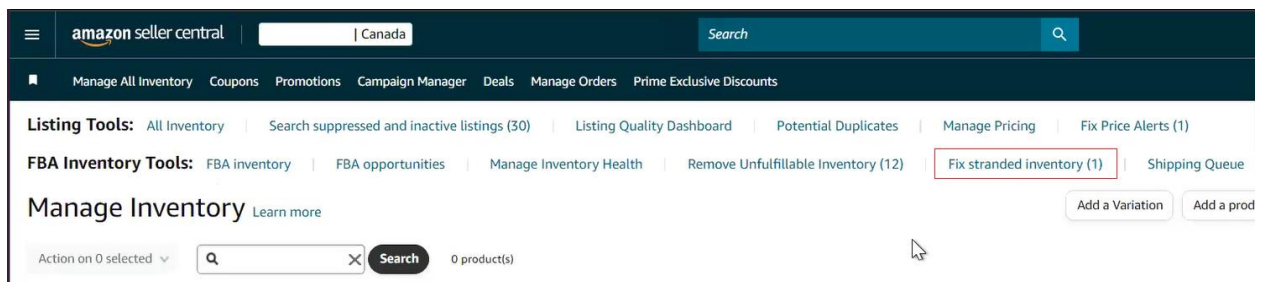 amazon seller central | Canada Search
Manage All Inventory Coupons Promotions Campaign Manager Deals Manage Orders Prime Exclusive Discounts
Listing Tools: All Inventory Search suppressed and inactive listings (30) Listing Quality Dashboard Potential Duplicates Manage Pricing Fix Price Alerts (1)
FBA Inventory Tools: FBA inventory FBA opportunities Manage Inventory Health Remove Unfulfillable Inventory (12) Fix stranded inventory (1) Shipping Queue
Manage Inventory Learn more Add a Variation Add a prod
Action on 0 selected Search 0 product(s)